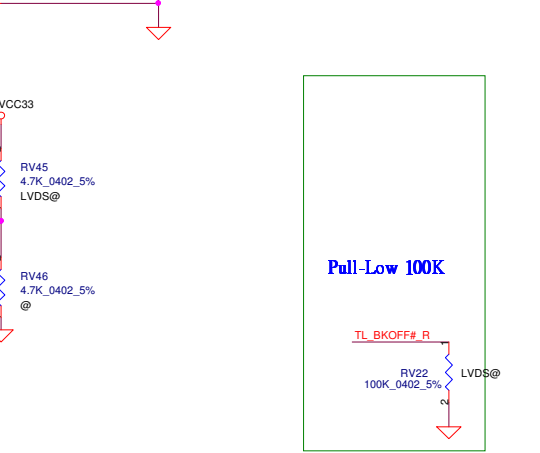 VCC33
RV45
4.7K_0402_5%
LVDS@
RV46
4.7K_0402_5%
@
Pull-Low 100K
TL_BKOFF#_R
1
RV22
100K_0402_5%
LVDS@
2